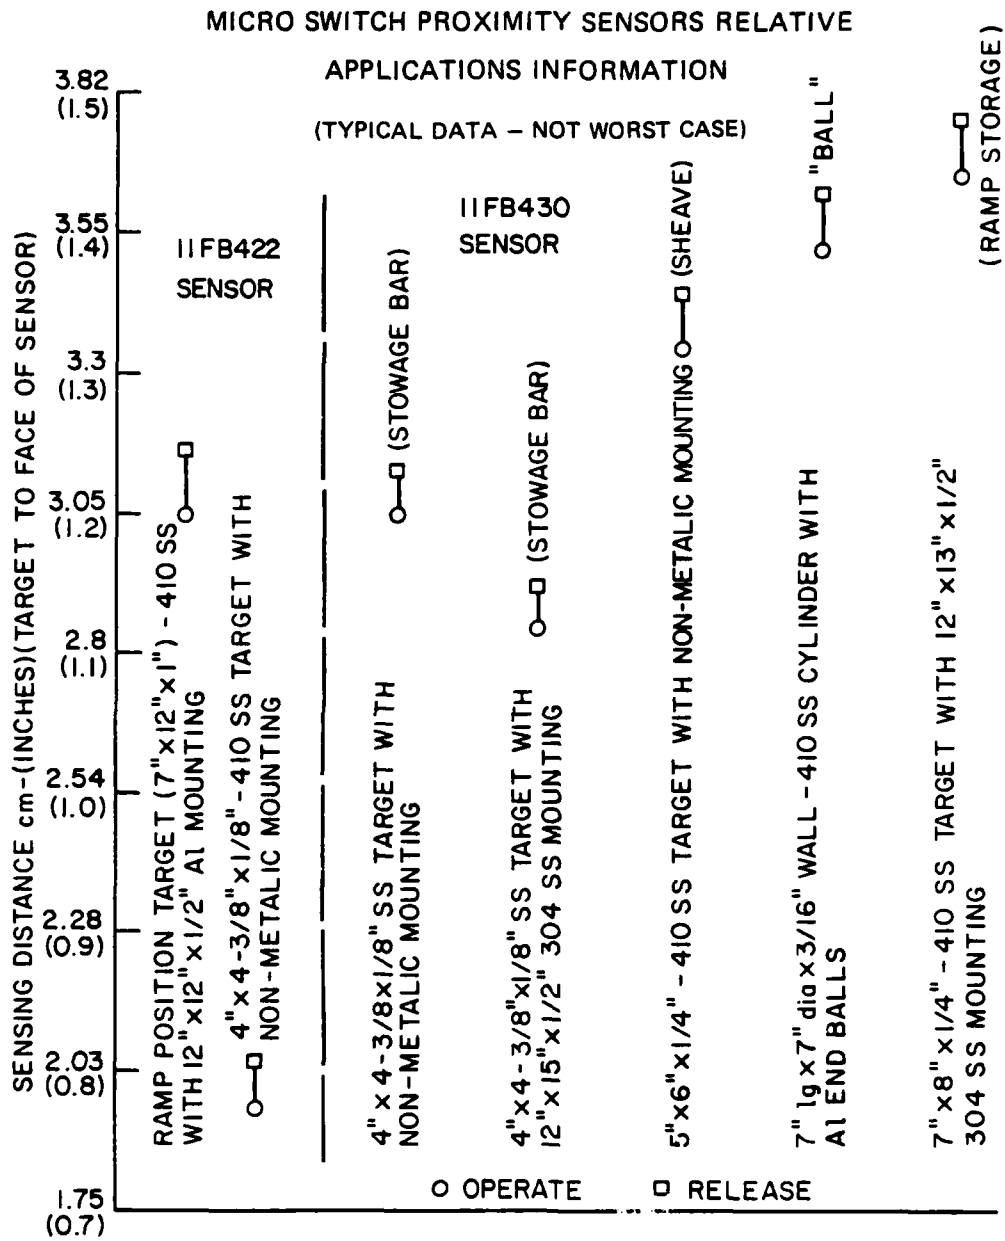 MICRO SWITCH PROXIMITY SENSORS RELATIVE
APPLICATIONS INFORMATION
(TYPICAL DATA – NOT WORST CASE)
SENSING DISTANCE cm-(INCHES)(TARGET TO FACE OF SENSOR)
3.82
(1.5)
3.55
(1.4)
3.3
(1.3)
3.05
(1.2)
2.8
(1.1)
2.54
(1.0)
2.28
(0.9)
2.03
(0.8)
1.75
(0.7)
11FB422
SENSOR
RAMP POSITION TARGET (7"x12"x1") - 410 SS
WITH 12"x12"x1/2" Al MOUNTING
4"x4-3/8"x1/8"-410 SS TARGET WITH
NON-METALIC MOUNTING
11FB430
SENSOR
4"x4-3/8x1/8" SS TARGET WITH
NON-METALIC MOUNTING
(STOWAGE BAR)
4"x4-3/8"x1/8" SS TARGET WITH
12"x15"x1/2" 304 SS MOUNTING
(STOWAGE BAR)
5"x6"x1/4" - 410 SS TARGET WITH NON-METALIC MOUNTING
(SHEAVE)
7" lg x 7" dia x 3/16" WALL - 410 SS CYLINDER WITH
Al END BALLS
"BALL"
7"x8"x1/4" - 410 SS TARGET WITH 12"x13"x1/2"
304 SS MOUNTING
(RAMP STORAGE)
OPERATE
RELEASE